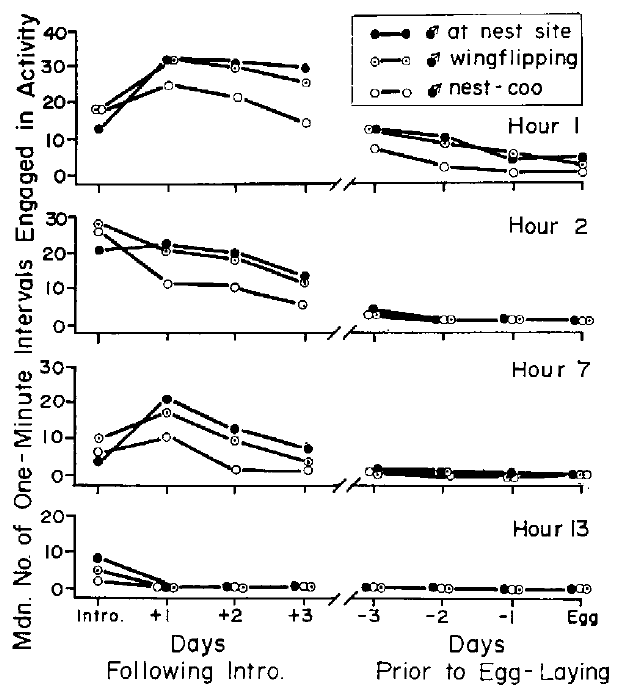 Mdn. No. of One-Minute Intervals Engaged in Activity
♂ at nest site
♂ wingflipping
♂ nest-coo
Hour 1
40
30
20
10
0
Hour 2
30
20
10
0
Hour 7
30
20
10
0
Hour 13
20
10
0
Intro. +1 +2 +3 -3 -2 -1 Egg
Days Days
Following Intro. Prior to Egg-Laying